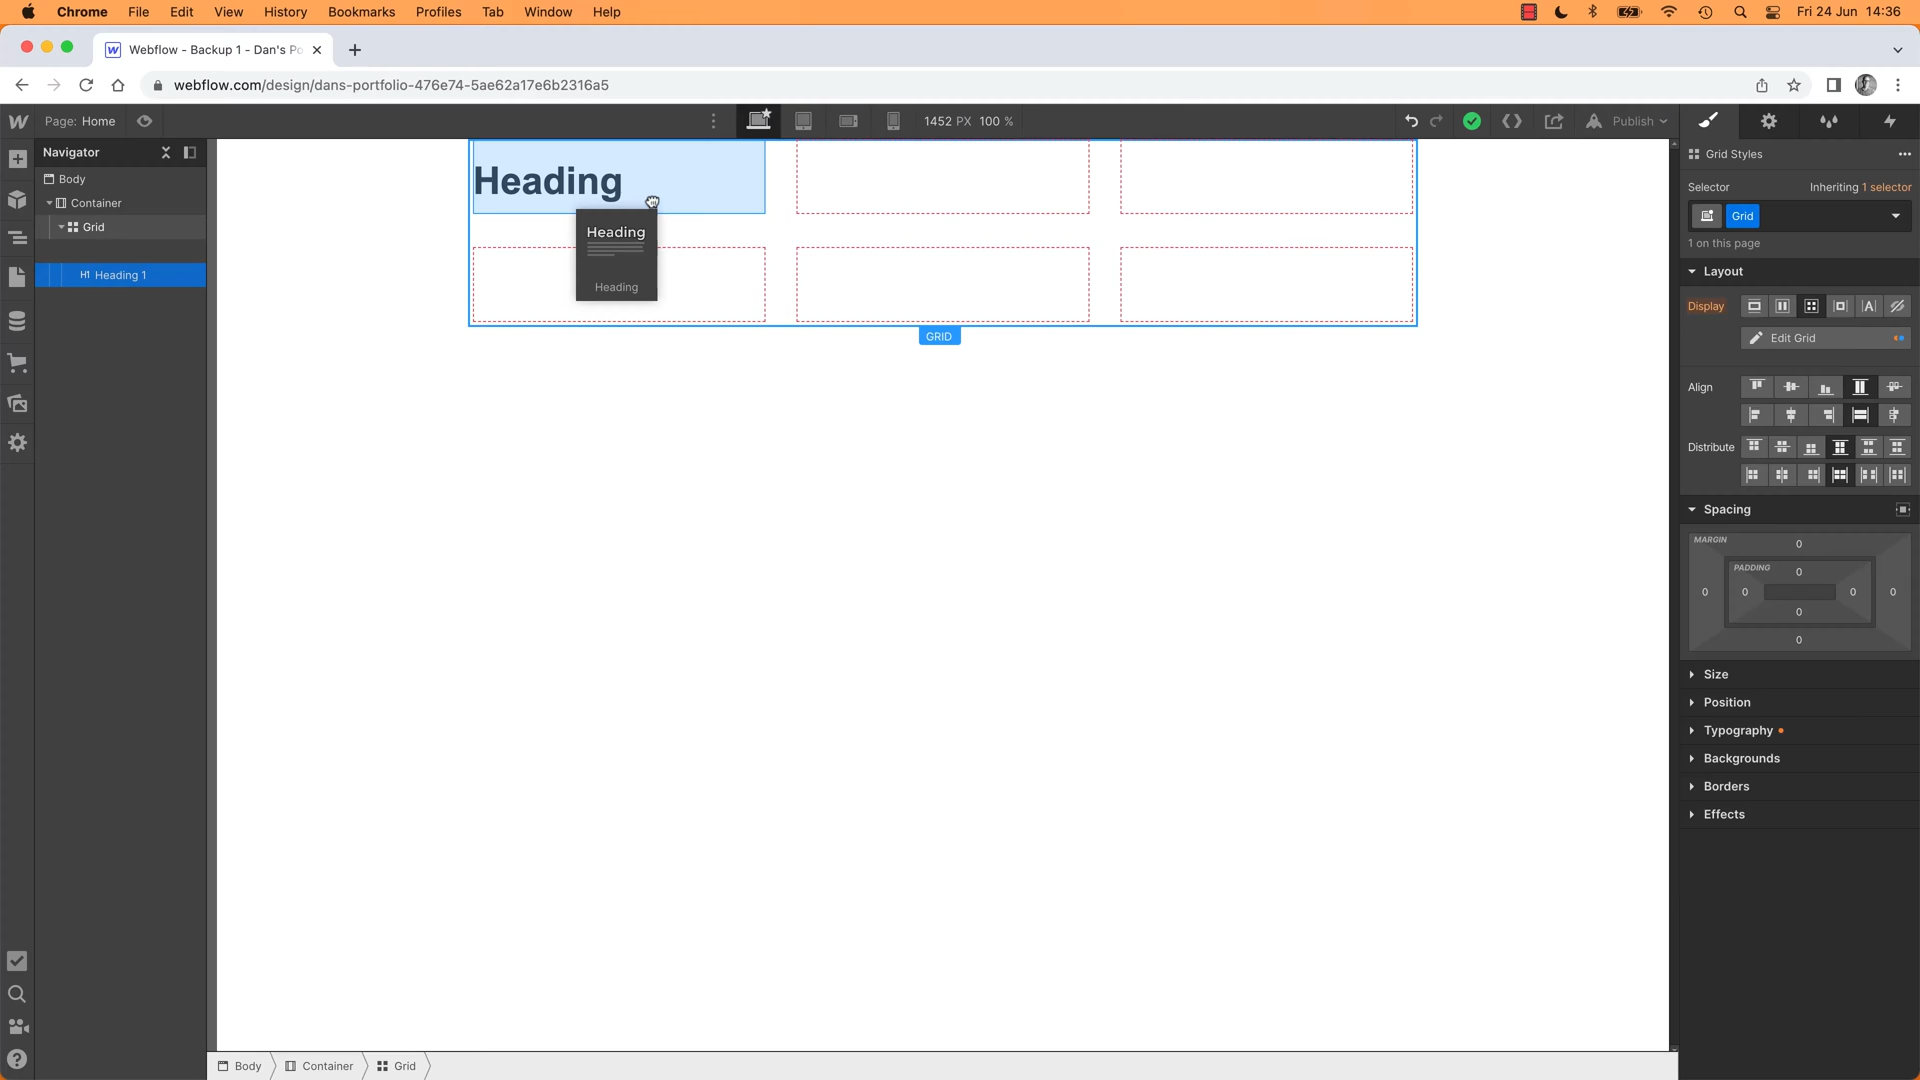 Chrome File Edit View History Bookmarks Profiles Tab Window Help Fri 24 Jun 14:36
Webflow - Backup 1 - Dan's Po
webflow.com/design/dans-portfolio-476e74-5ae62a17e6b2316a5
Page: Home 1452 PX 100 % Publish
Navigator
Body
Container
Grid
H1 Heading 1
Heading
Heading
Heading
GRID
Grid Styles
Selector Inheriting 1 selector
Grid
1 on this page
Layout
Display
Edit Grid
Align
Distribute
Spacing
MARGIN 0
PADDING 0
0 0 0 0
0
0
Size
Position
Typography
Backgrounds
Borders
Effects
Body Container Grid